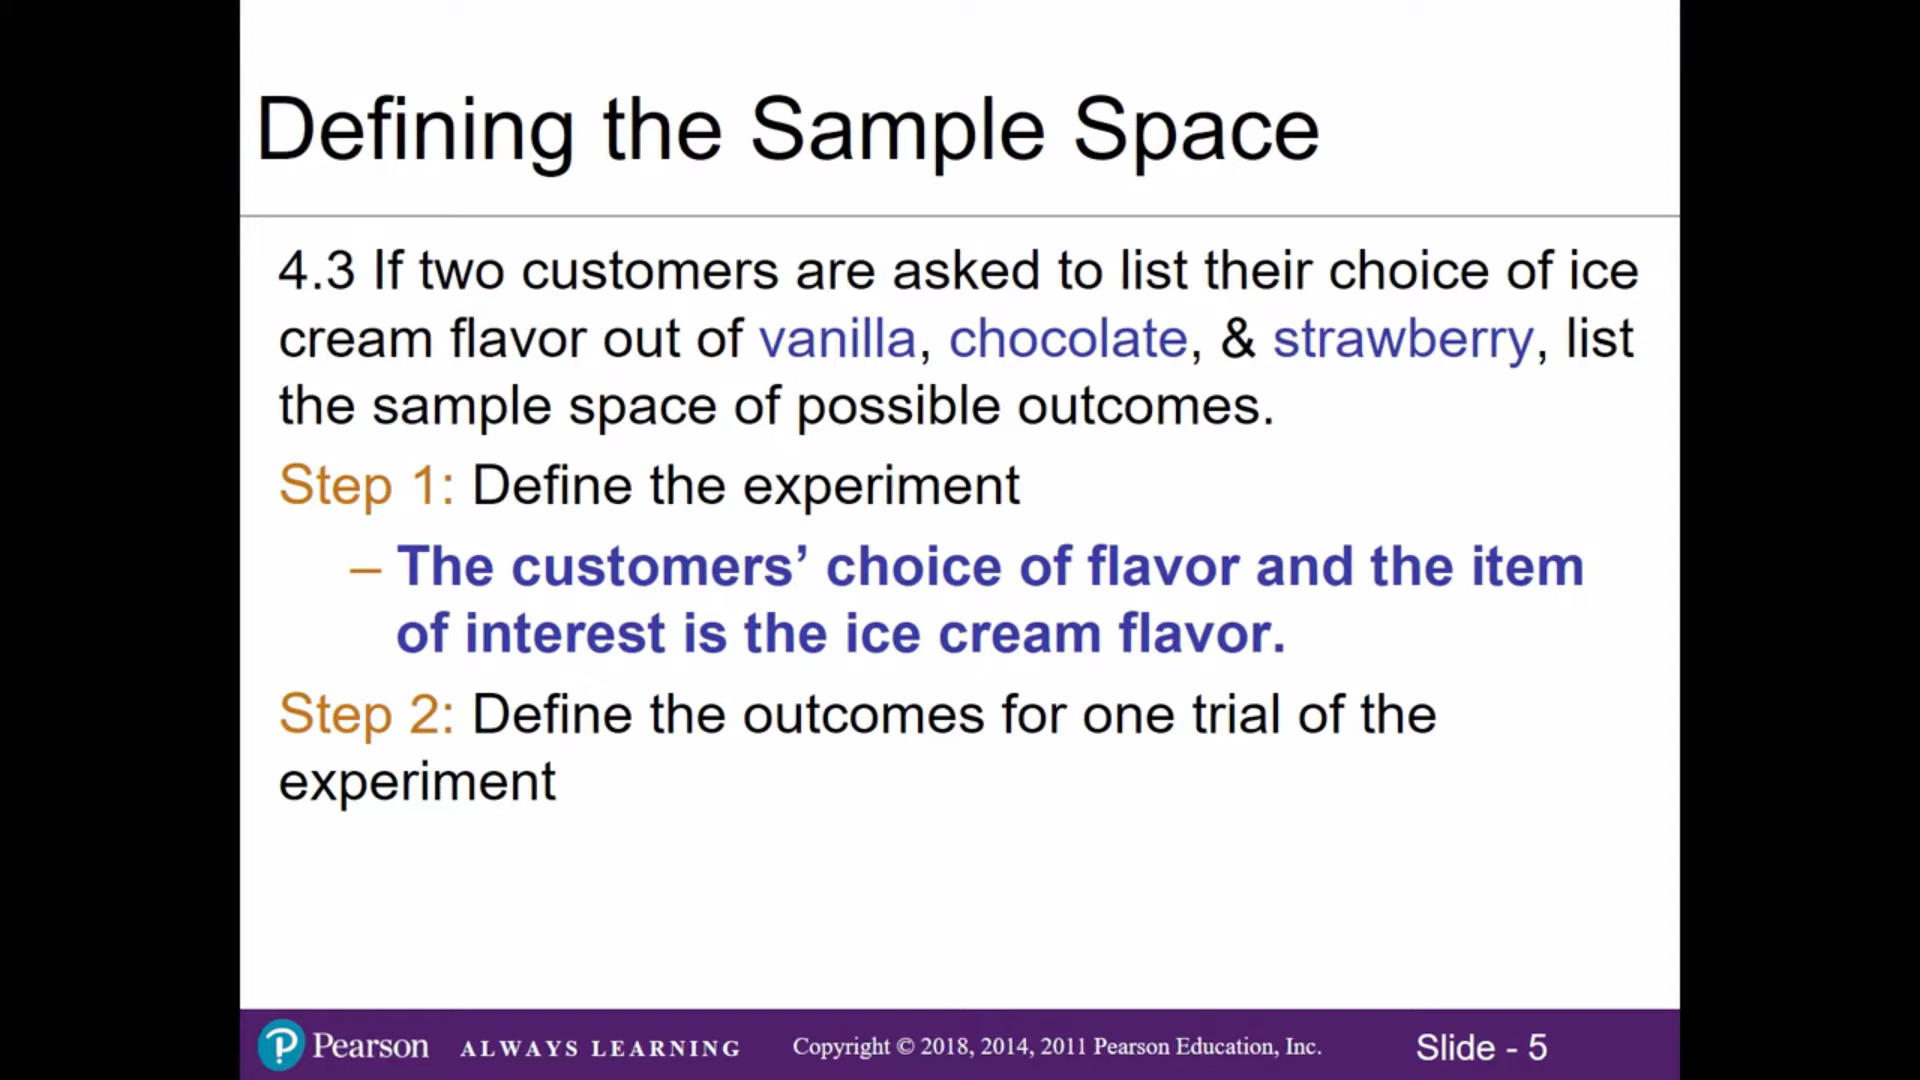 Defining the Sample Space
4.3 If two customers are asked to list their choice of ice
cream flavor out of vanilla, chocolate, & strawberry, list
the sample space of possible outcomes.
Step 1: Define the experiment
– The customers’ choice of flavor and the item
of interest is the ice cream flavor.
Step 2: Define the outcomes for one trial of the
experiment
Pearson ALWAYS LEARNING Copyright © 2018, 2014, 2011 Pearson Education, Inc. Slide - 5